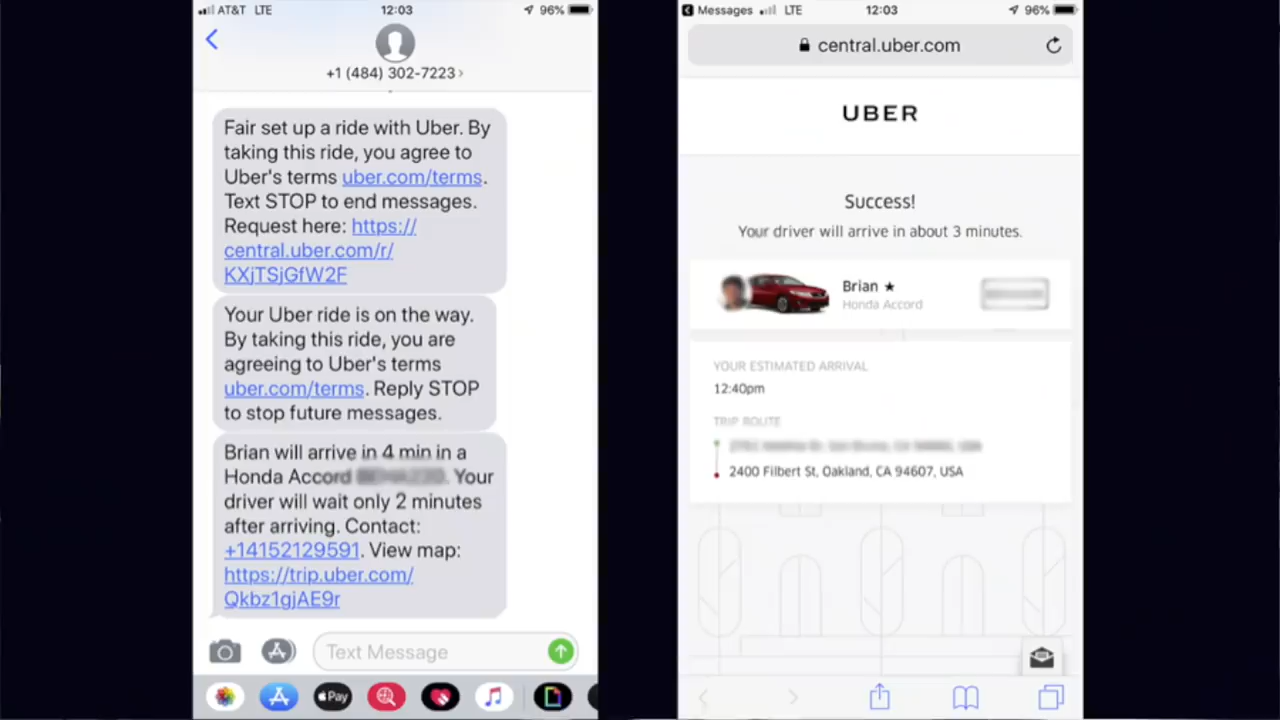 AT&T LTE 12:03 96%
+1 (484) 302-7223
Fair set up a ride with Uber. By
taking this ride, you agree to
Uber's terms uber.com/terms.
Text STOP to end messages.
Request here: https://
central.uber.com/r/
KXjTSjGfW2F
Your Uber ride is on the way.
By taking this ride, you are
agreeing to Uber's terms
uber.com/terms. Reply STOP
to stop future messages.
Brian will arrive in 4 min in a
Honda Accord . Your
driver will wait only 2 minutes
after arriving. Contact:
+14152129591. View map:
https://trip.uber.com/
Qkbz1gjAE9r
Text Message
Pay
Messages LTE 12:03 96%
central.uber.com
UBER
Success!
Your driver will arrive in about 3 minutes.
Brian ★
Honda Accord
YOUR ESTIMATED ARRIVAL
12:40pm
TRIP ROUTE
2400 Filbert St, Oakland, CA 94607, USA